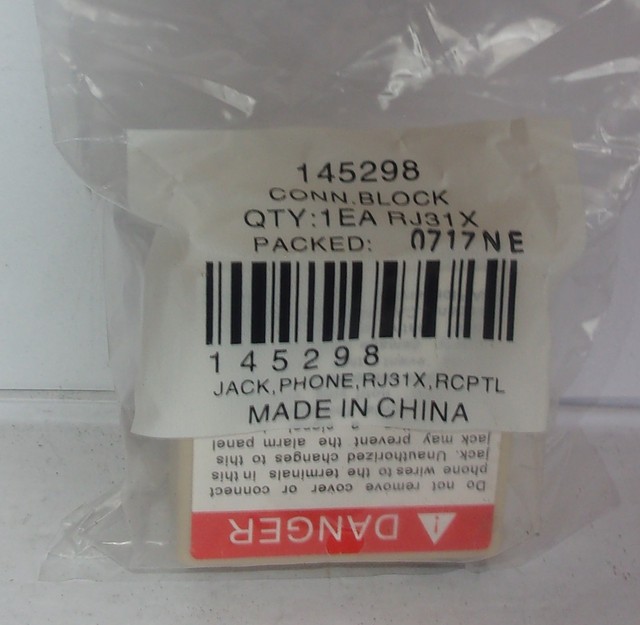 145298
CONN.BLOCK
QTY:1EA RJ31X
PACKED: 0717NE
145298
JACK,PHONE,RJ31X,RCPTL
MADE IN CHINA
DANGER
Do not remove cover or connect
phone wires to the terminals in this
jack. Unauthorized changes to this
jack may prevent the alarm panel